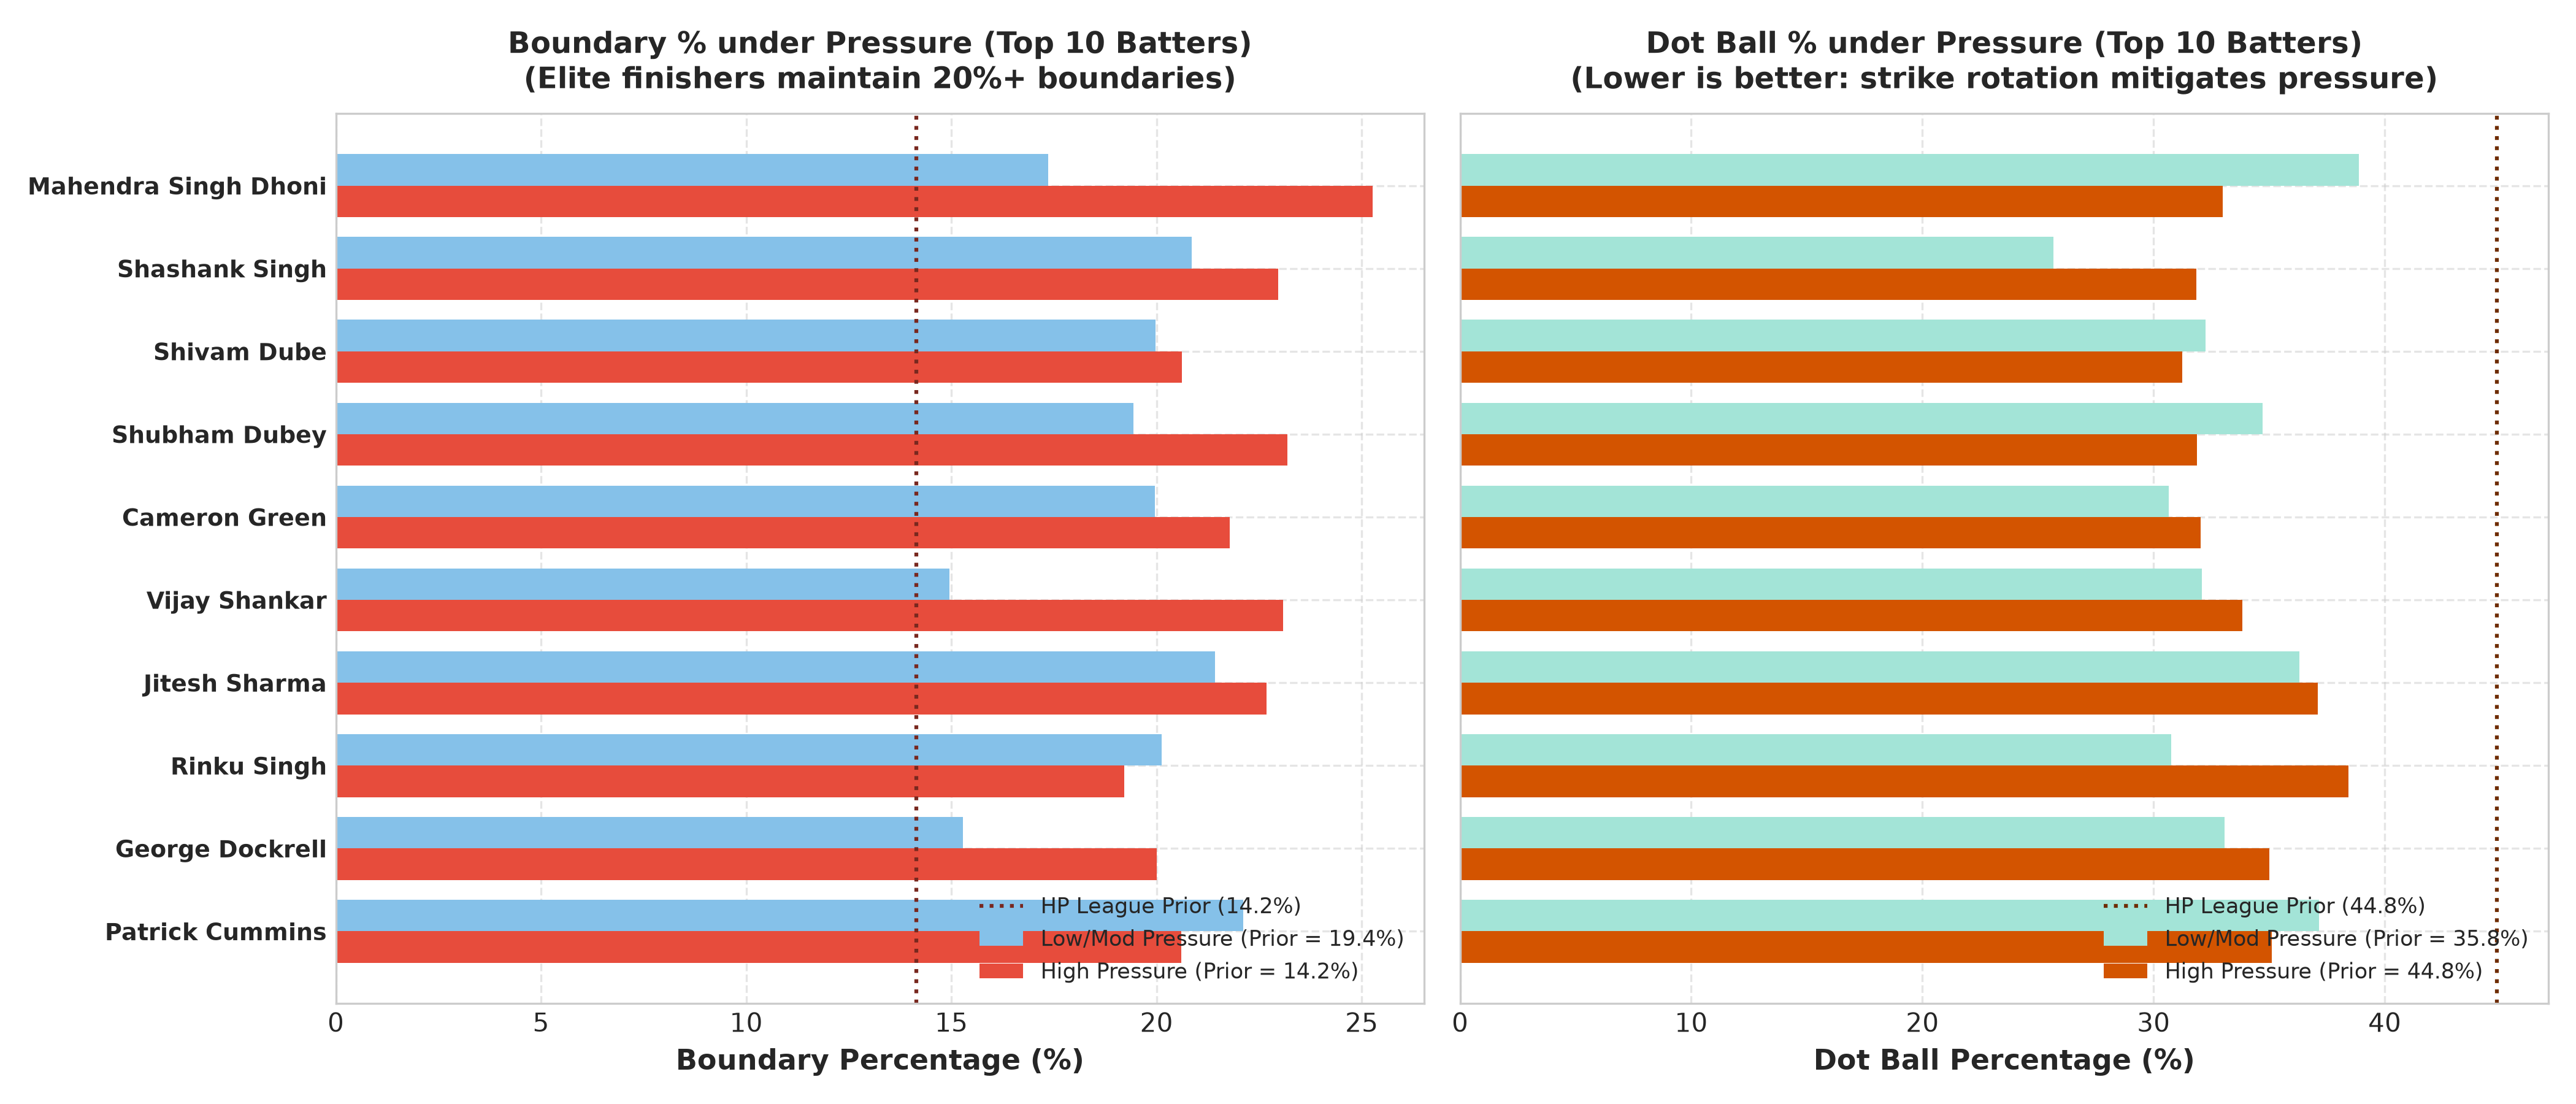 Boundary % under Pressure (Top 10 Batters)
(Elite finishers maintain 20%+ boundaries)
Mahendra Singh Dhoni
Shashank Singh
Shivam Dube
Shubham Dubey
Cameron Green
Vijay Shankar
Jitesh Sharma
Rinku Singh
George Dockrell
Patrick Cummins
HP League Prior (14.2%)
Low/Mod Pressure (Prior = 19.4%)
High Pressure (Prior = 14.2%)
0 5 10 15 20 25
Boundary Percentage (%)
Dot Ball % under Pressure (Top 10 Batters)
(Lower is better: strike rotation mitigates pressure)
HP League Prior (44.8%)
Low/Mod Pressure (Prior = 35.8%)
High Pressure (Prior = 44.8%)
0 10 20 30 40
Dot Ball Percentage (%)